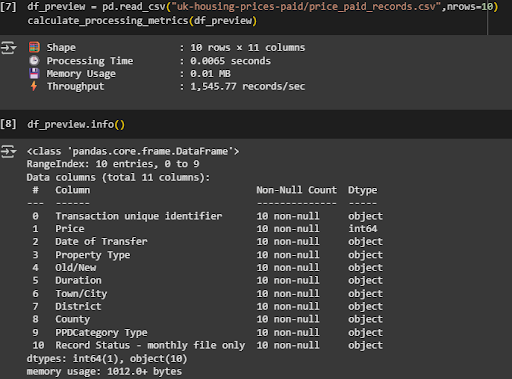 [7] df_preview = pd.read_csv("uk-housing-prices-paid/price_paid_records.csv",nrows=10)
calculate_processing_metrics(df_preview)
Shape : 10 rows × 11 columns
Processing Time : 0.0065 seconds
Memory Usage : 0.01 MB
Throughput : 1,545.77 records/sec
[8] df_preview.info()
<class 'pandas.core.frame.DataFrame'>
RangeIndex: 10 entries, 0 to 9
Data columns (total 11 columns):
# Column Non-Null Count Dtype
--- ------ -------------- -----
0 Transaction unique identifier 10 non-null object
1 Price 10 non-null int64
2 Date of Transfer 10 non-null object
3 Property Type 10 non-null object
4 Old/New 10 non-null object
5 Duration 10 non-null object
6 Town/City 10 non-null object
7 District 10 non-null object
8 County 10 non-null object
9 PPDCategory Type 10 non-null object
10 Record Status - monthly file only 10 non-null object
dtypes: int64(1), object(10)
memory usage: 1012.0+ bytes